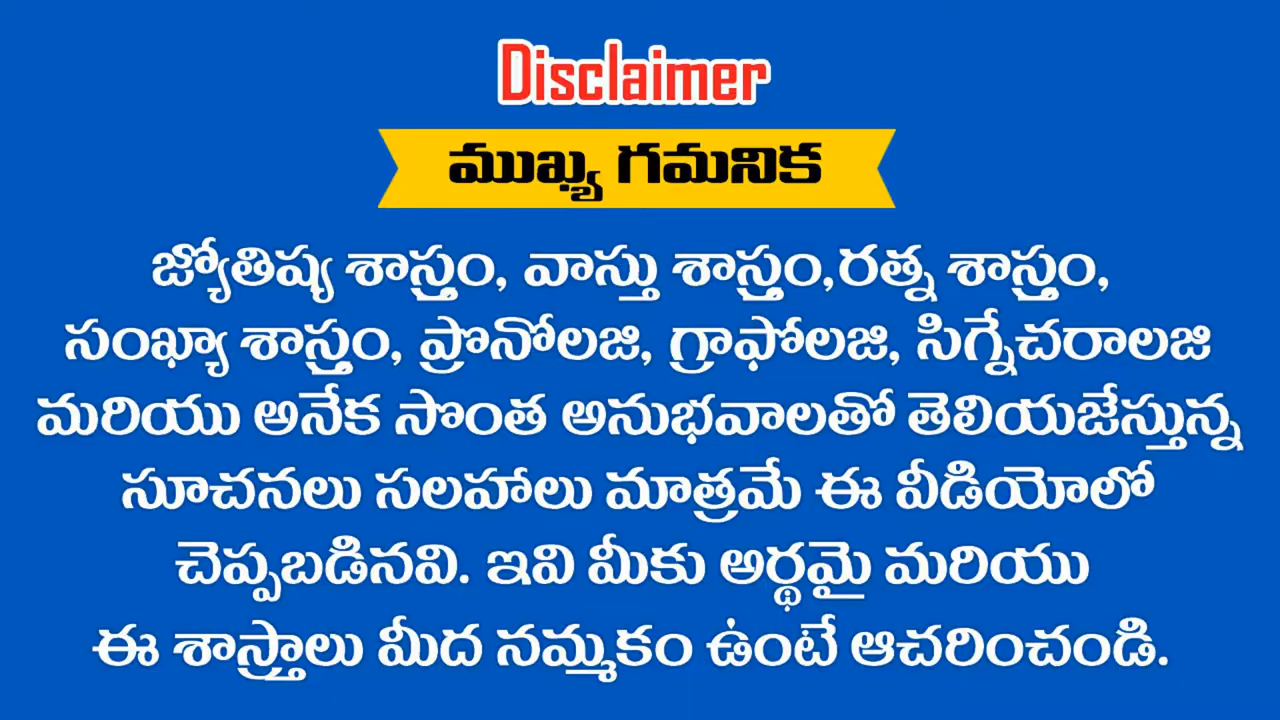 Disclaimer
ముఖ్య గమనిక
జ్యోతిష్య శాస్త్రం, వాస్తు శాస్త్రం,రత్న శాస్త్రం,
సంఖ్యా శాస్త్రం, ప్రొనోలజి, గ్రాఫోలజి, సిగ్నేచరాలజి
మరియు అనేక సొంత అనుభవాలతో తెలియజేస్తున్న
సూచనలు సలహాలు మాత్రమే ఈ వీడియోలో
చెప్పబడినవి. ఇవి మీకు అర్థమై మరియు
ఈ శాస్త్రాలు మీద నమ్మకం ఉంటే ఆచరించండి.